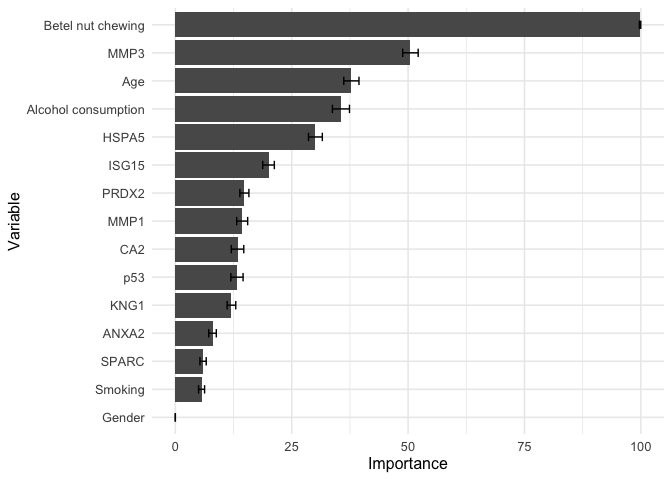 Betel nut chewing
MMP3
Age
Alcohol consumption
HSPA5
ISG15
PRDX2
MMP1
CA2
p53
KNG1
ANXA2
SPARC
Smoking
Gender
Variable
0 25 50 75 100
Importance